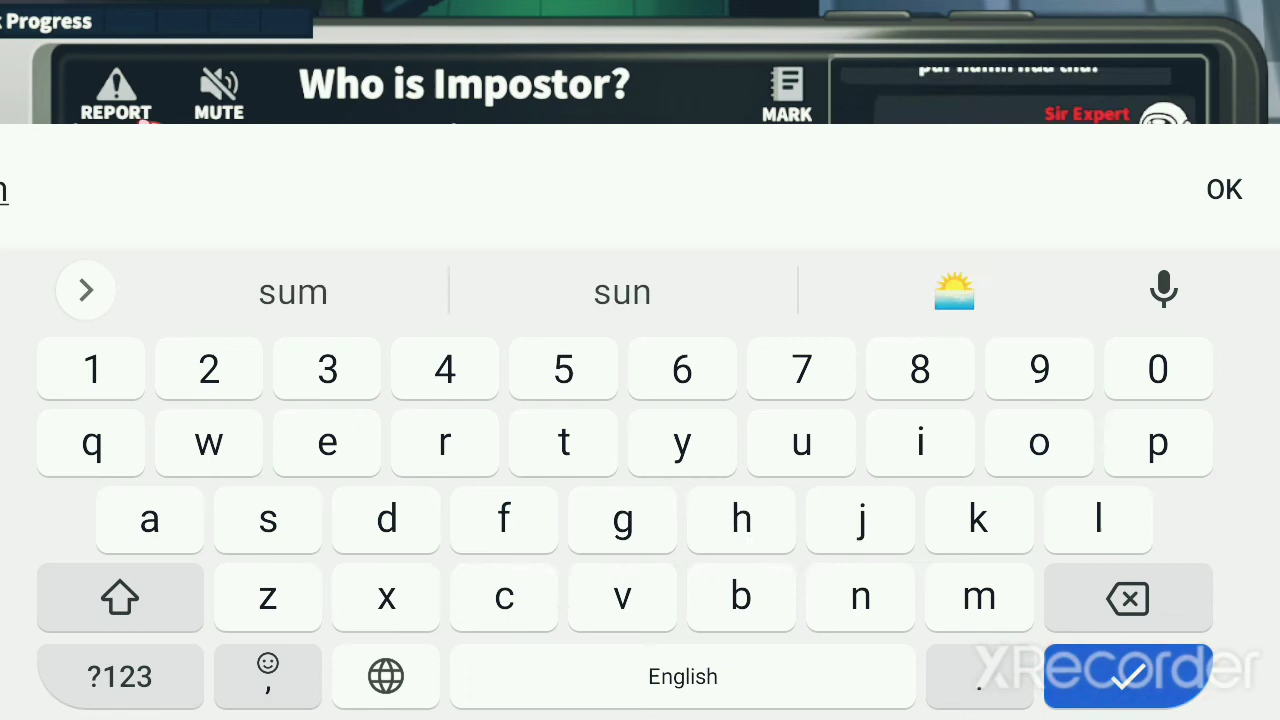 Progress
REPORT
MUTE
Who is Impostor?
MARK
Sir Expert
OK
sum
sun
1 2 3 4 5 6 7 8 9 0
q w e r t y u i o p
a s d f g h j k l
z x c v b n m
?123
,
English
.
XRecorder